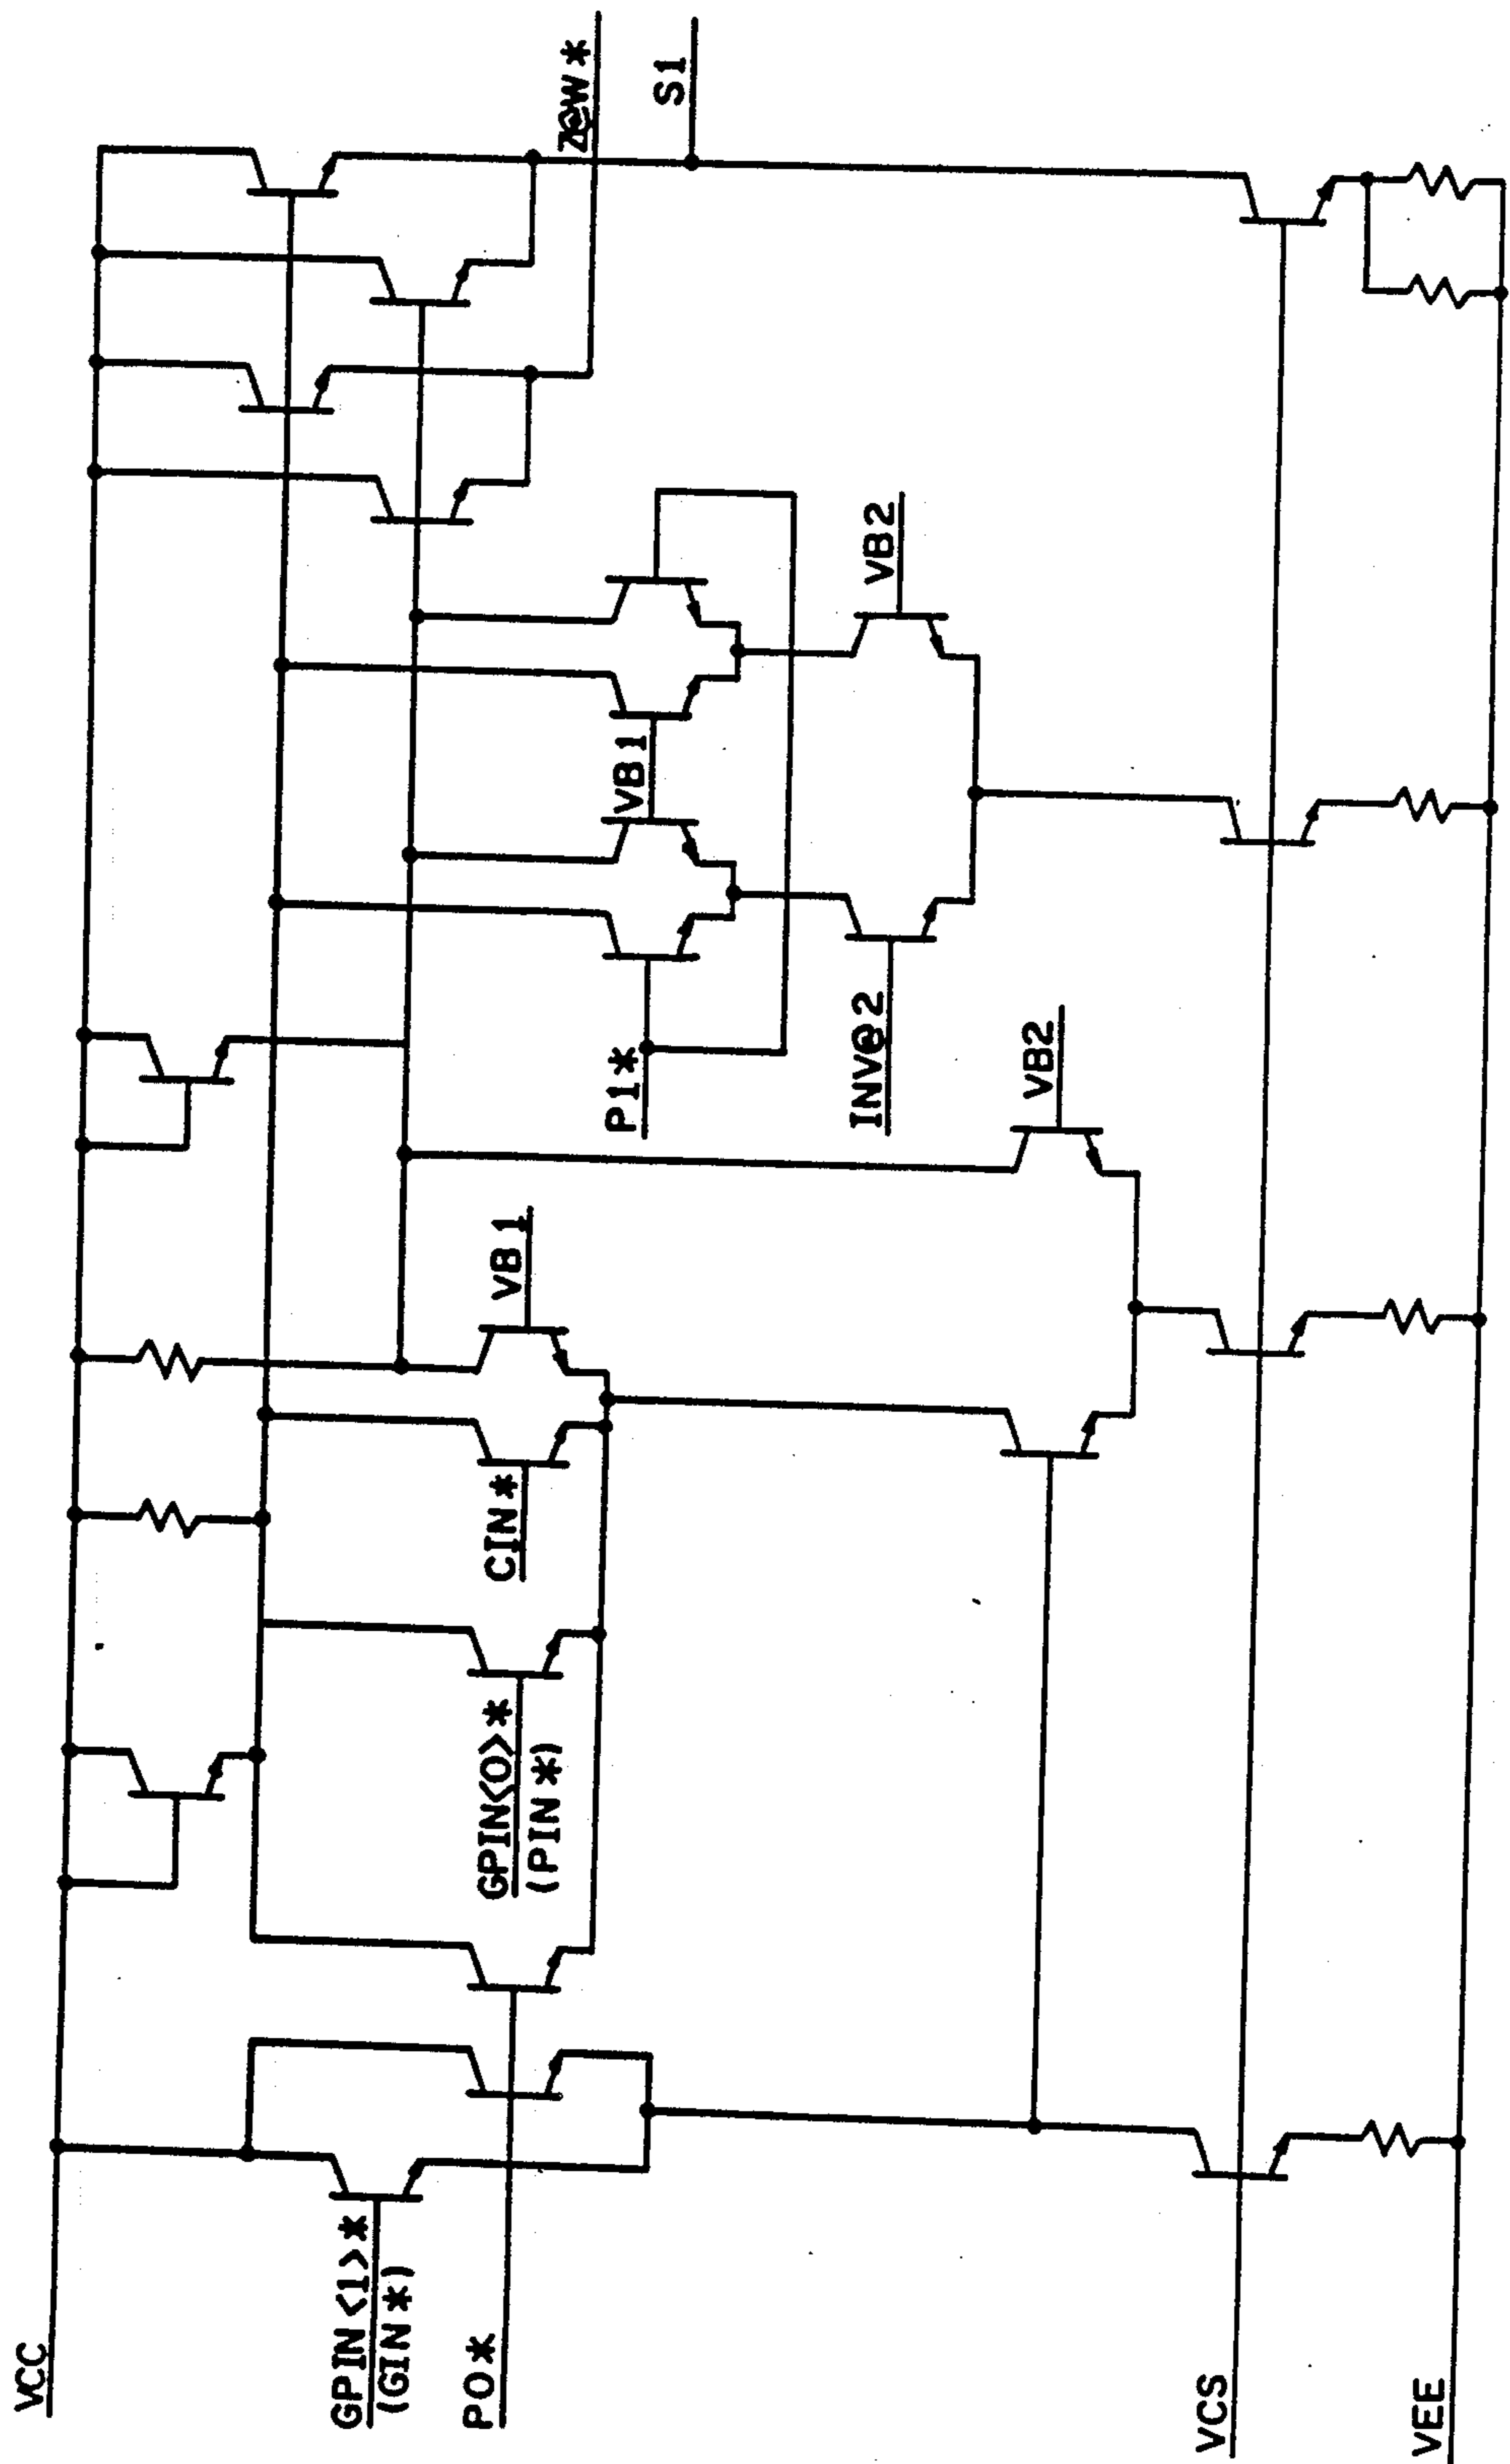 VCC
GPIN<1>*
(GIN*)
PO*
GPIN<0>*
(PIN*)
CIN*
VB1
VB2
P1*
INV@2
VB1
VB2
Z@W*
S1
VCS
VEE